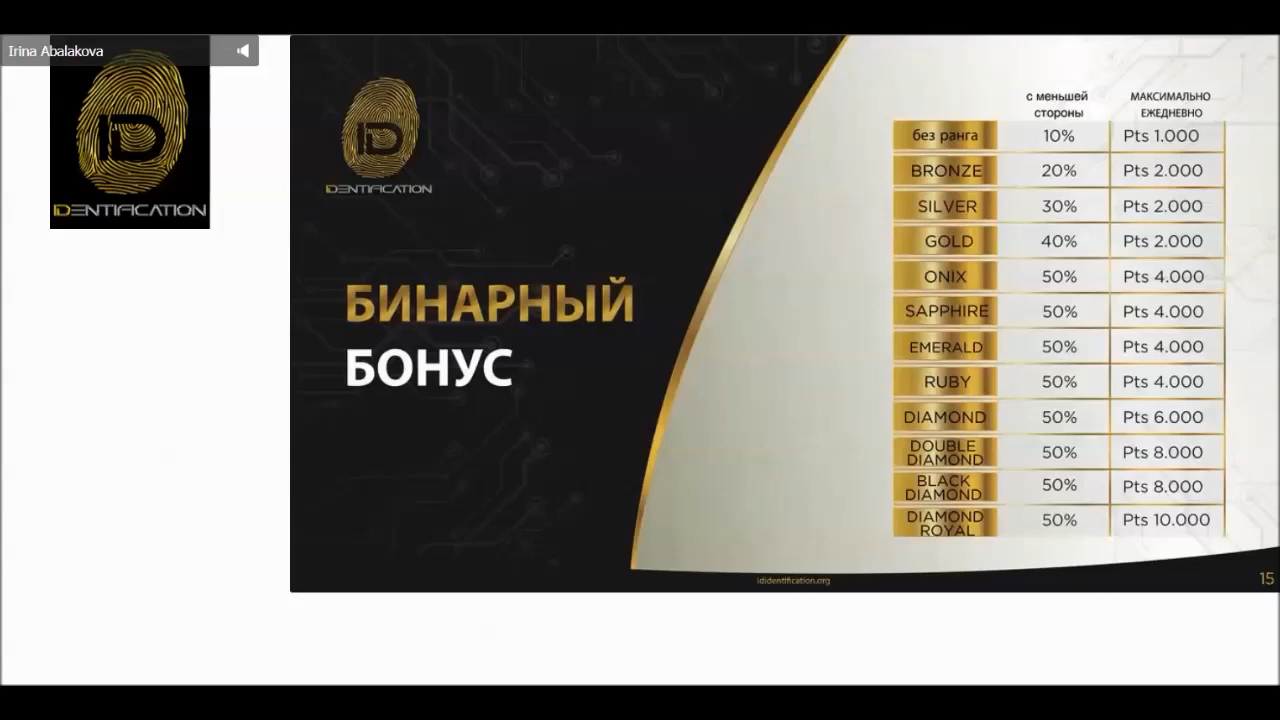 Irina Abalakova
ID
IDENTIFICATION
ID
IDENTIFICATION
БИНАРНЫЙ
БОНУС
с меньшей
стороны
МАКСИМАЛЬНО
ЕЖЕДНЕВНО
без ранга 10% Pts 1.000
BRONZE 20% Pts 2.000
SILVER 30% Pts 2.000
GOLD 40% Pts 2.000
ONIX 50% Pts 4.000
SAPPHIRE 50% Pts 4.000
EMERALD 50% Pts 4.000
RUBY 50% Pts 4.000
DIAMOND 50% Pts 6.000
DOUBLE
DIAMOND 50% Pts 8.000
BLACK
DIAMOND 50% Pts 8.000
DIAMOND
ROYAL 50% Pts 10.000
ididentification.org
15